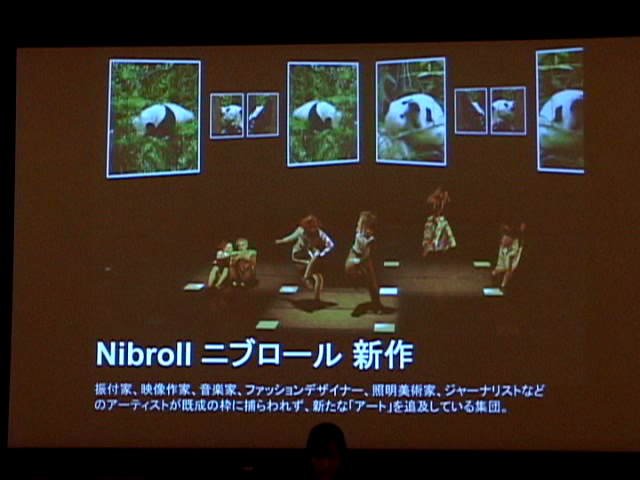 Nibroll ニブロール 新作
振付家、映像作家、音楽家、ファッションデザイナー、照明美術家、ジャーナリストなど
のアーティストが既成の枠に捕らわれず、新たな「アート」を追及している集団。